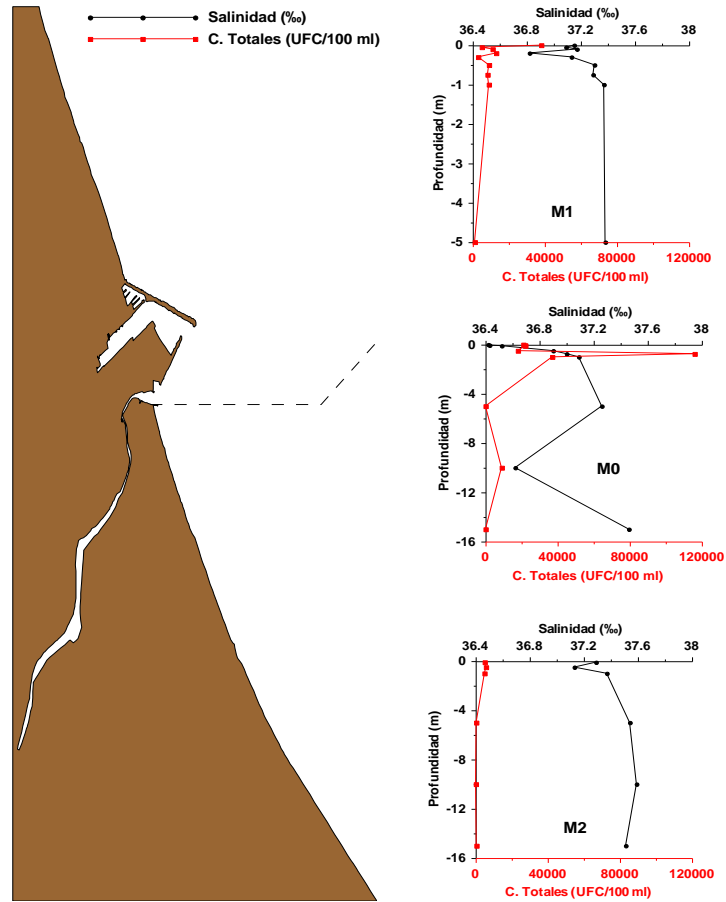 Salinidad (‰)
C. Totales (UFC/100 ml)
Salinidad (‰)
36.4 36.8 37.2 37.6 38
0
-1
-2
-3
-4
-5
Profundidad (m)
M1
0 40000 80000 120000
C. Totales (UFC/100 ml)
Salinidad (‰)
36.4 36.8 37.2 37.6 38
0
-4
-8
-12
-16
Profundidad (m)
M0
0 40000 80000 120000
C. Totales (UFC/100 ml)
Salinidad (‰)
36.4 36.8 37.2 37.6 38
0
-4
-8
-12
-16
Profundidad (m)
M2
0 40000 80000 120000
C. Totales (UFC/100 ml)